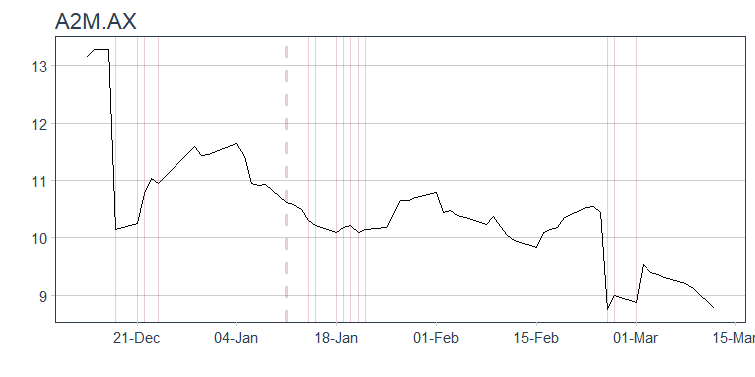 A2M.AX
13
12
11
10
9
21-Dec
04-Jan
18-Jan
01-Feb
15-Feb
01-Mar
15-Mar